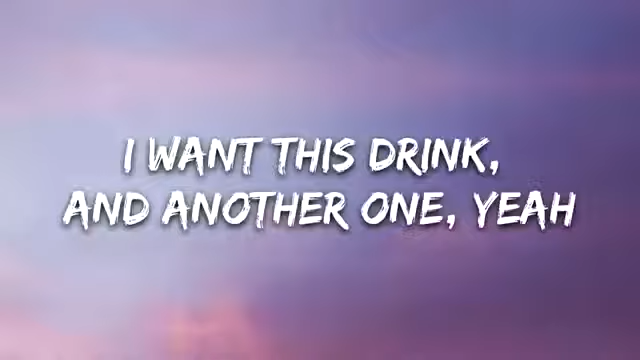 I WANT THIS DRINK,
AND ANOTHER ONE, YEAH